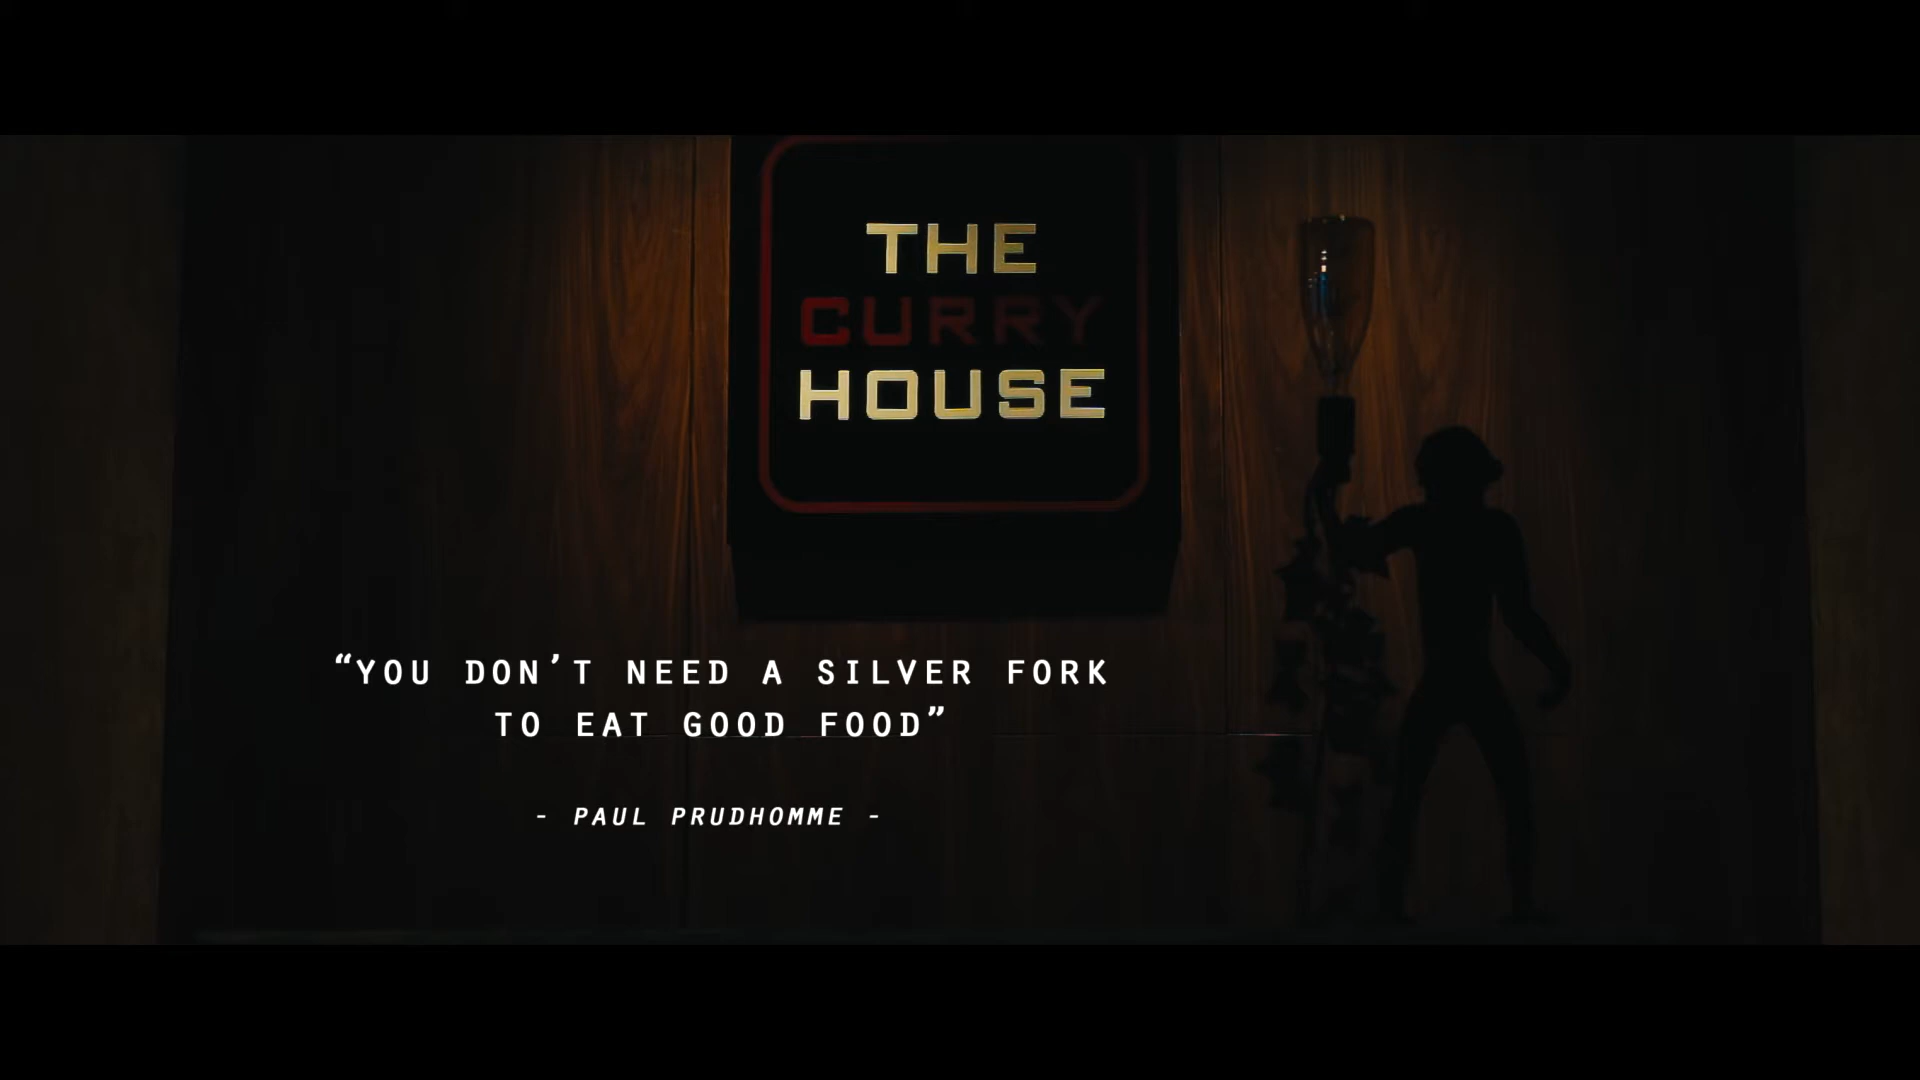 THE
CURRY
HOUSE
“YOU DON’T NEED A SILVER FORK
TO EAT GOOD FOOD”
- PAUL PRUDHOMME -